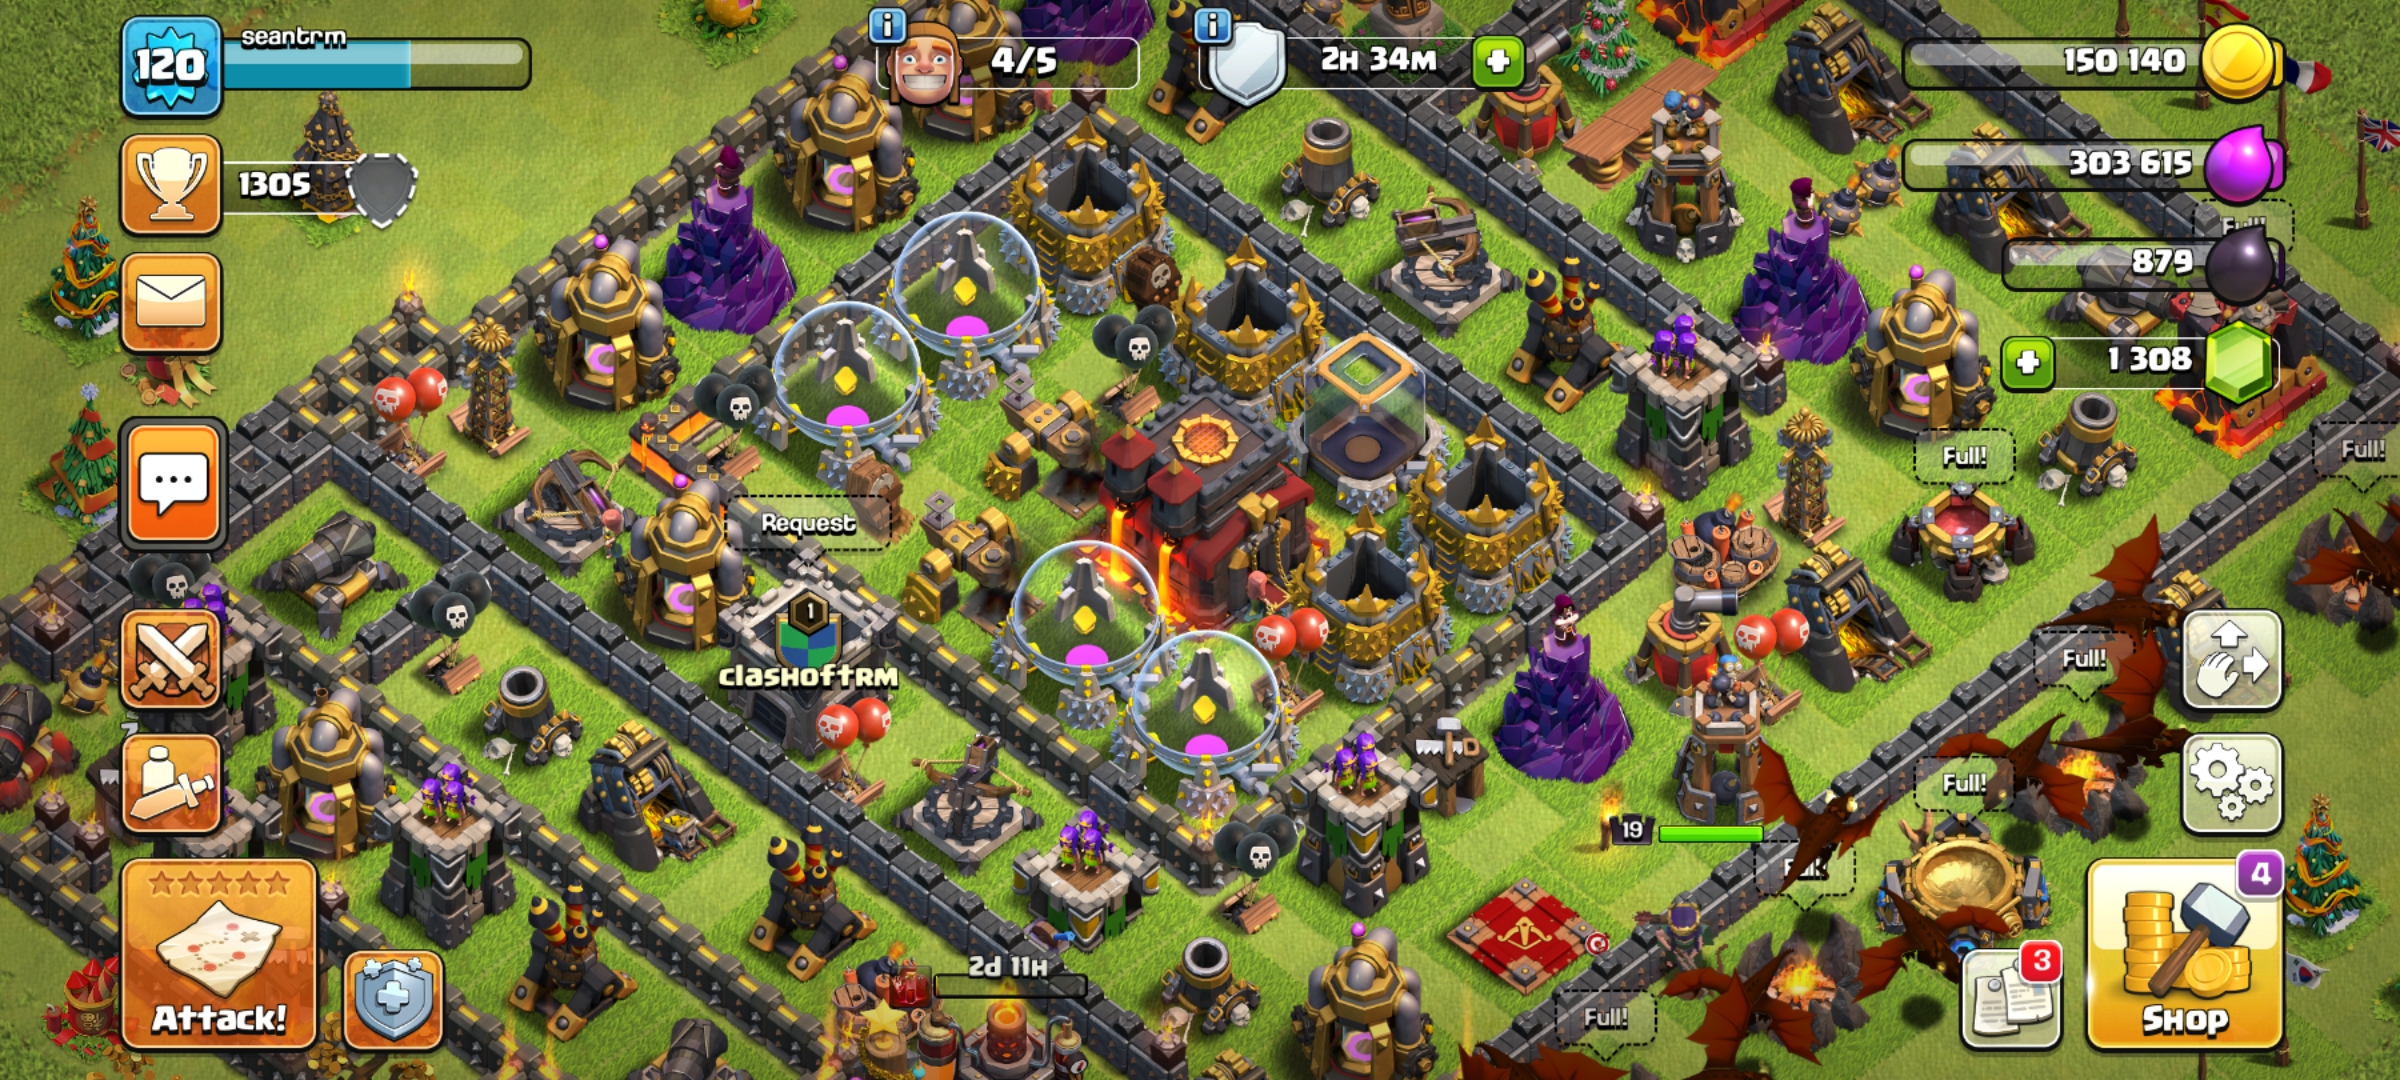 120
seantrm
4/5
2H 34M
150 140
1305
303 615
Full!
879
1 308
Full!
Full!
Request
1
clashoftrm
Full!
Full!
19
4
2d 11H
3
Attack!
Full!
Shop